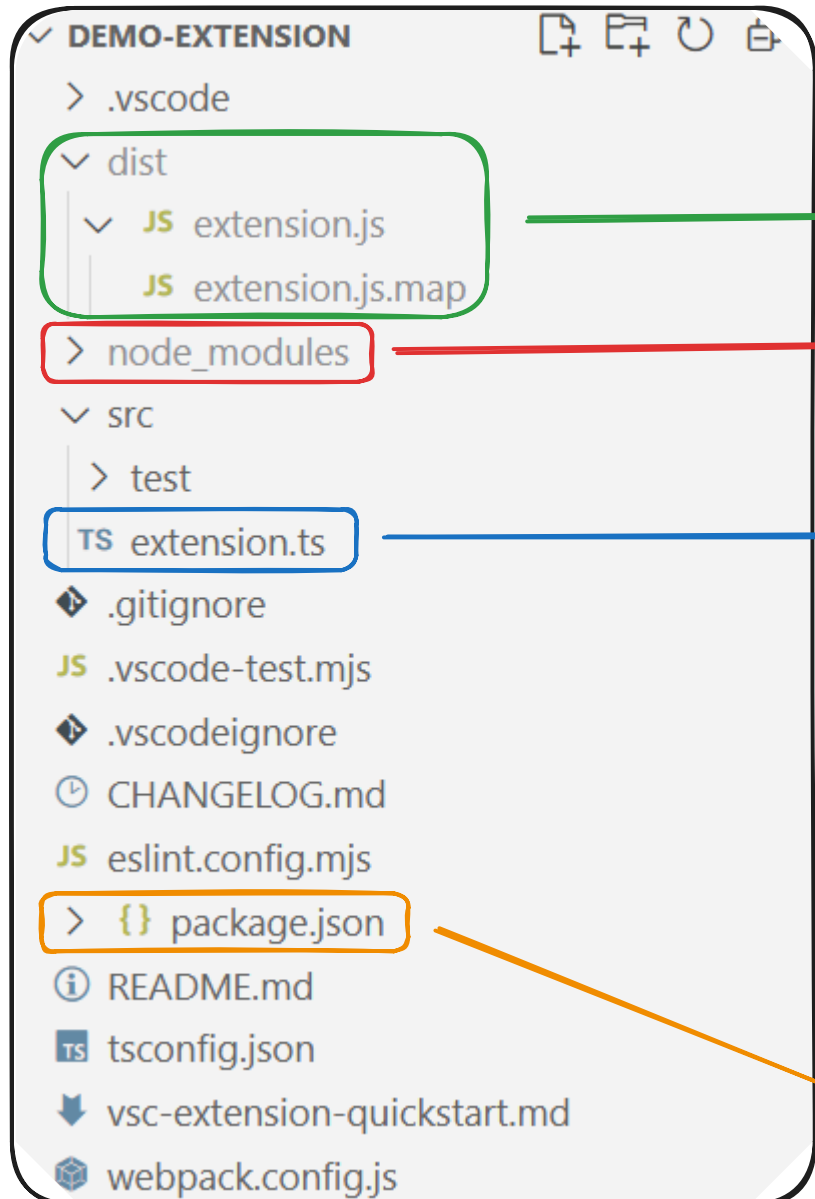 DEMO-EXTENSION
.vscode
dist
JS extension.js
JS extension.js.map
node_modules
src
test
TS extension.ts
.gitignore
JS .vscode-test.mjs
.vscodeignore
CHANGELOG.md
JS eslint.config.mjs
{} package.json
README.md
TS tsconfig.json
vsc-extension-quickstart.md
webpack.config.js